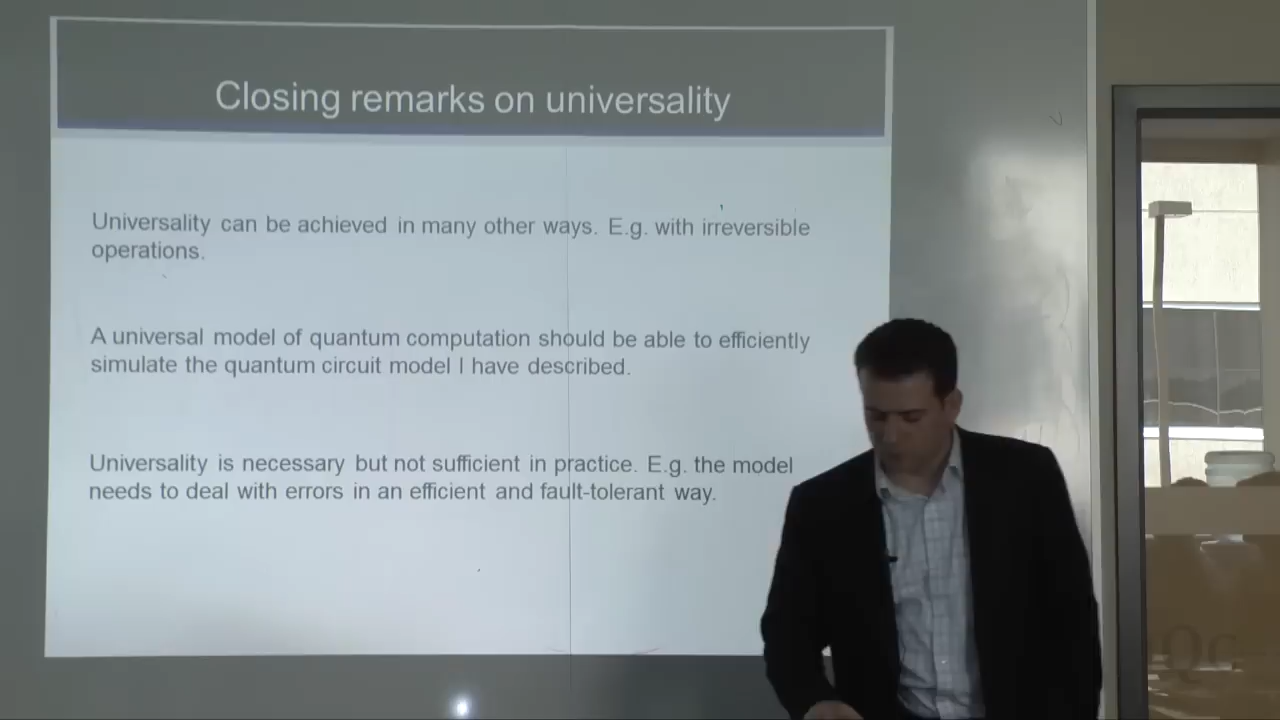 Closing remarks on universality
Universality can be achieved in many other ways. E.g. with irreversible
operations.
A universal model of quantum computation should be able to efficiently
simulate the quantum circuit model I have described.
Universality is necessary but not sufficient in practice. E.g. the model
needs to deal with errors in an efficient and fault-tolerant way.